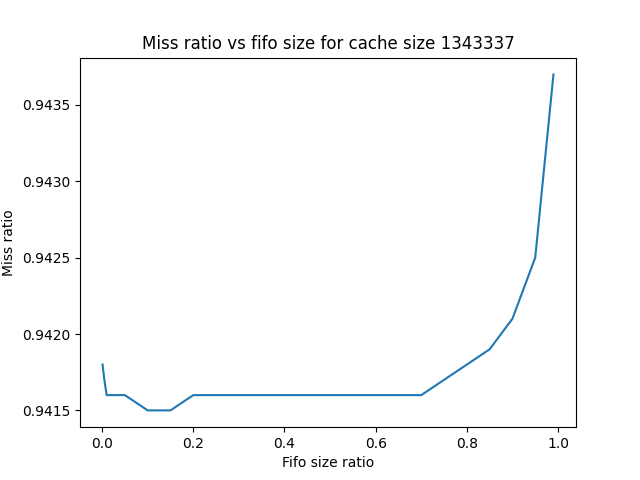 Miss ratio vs fifo size for cache size 1343337
Miss ratio
0.9435
0.9430
0.9425
0.9420
0.9415
0.0 0.2 0.4 0.6 0.8 1.0
Fifo size ratio